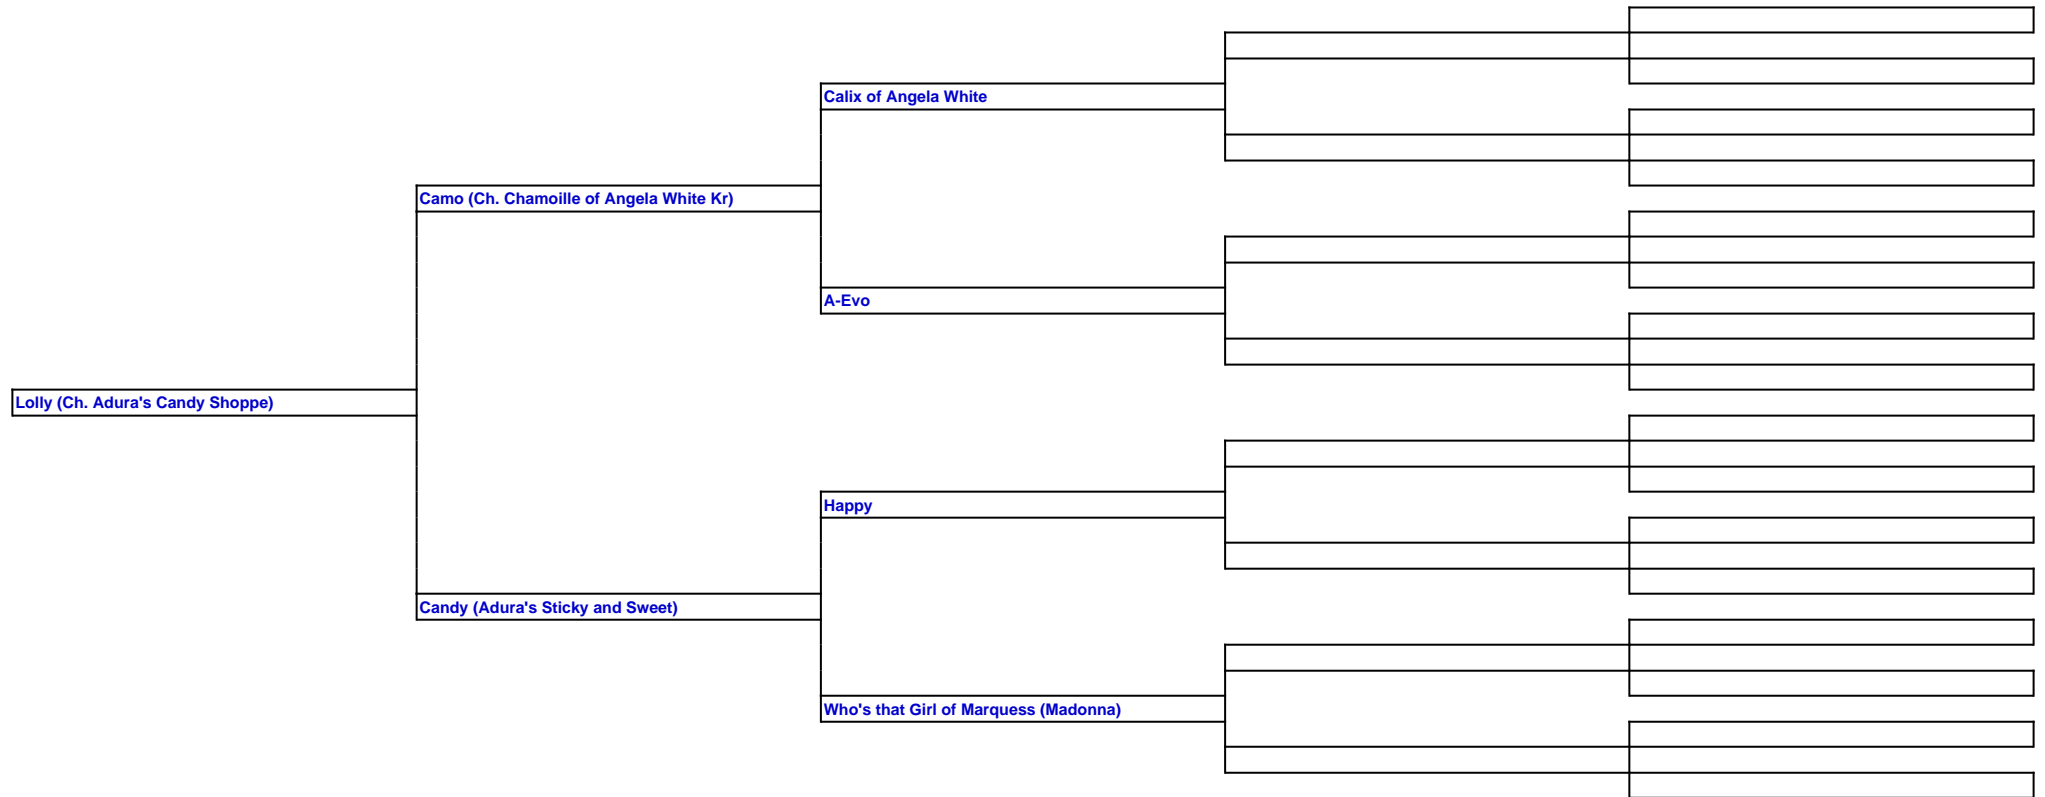 Calix of Angela White
Camo (Ch. Chamoille of Angela White Kr)
A-Evo
Lolly (Ch. Adura's Candy Shoppe)
Happy
Candy (Adura's Sticky and Sweet)
Who's that Girl of Marquess (Madonna)